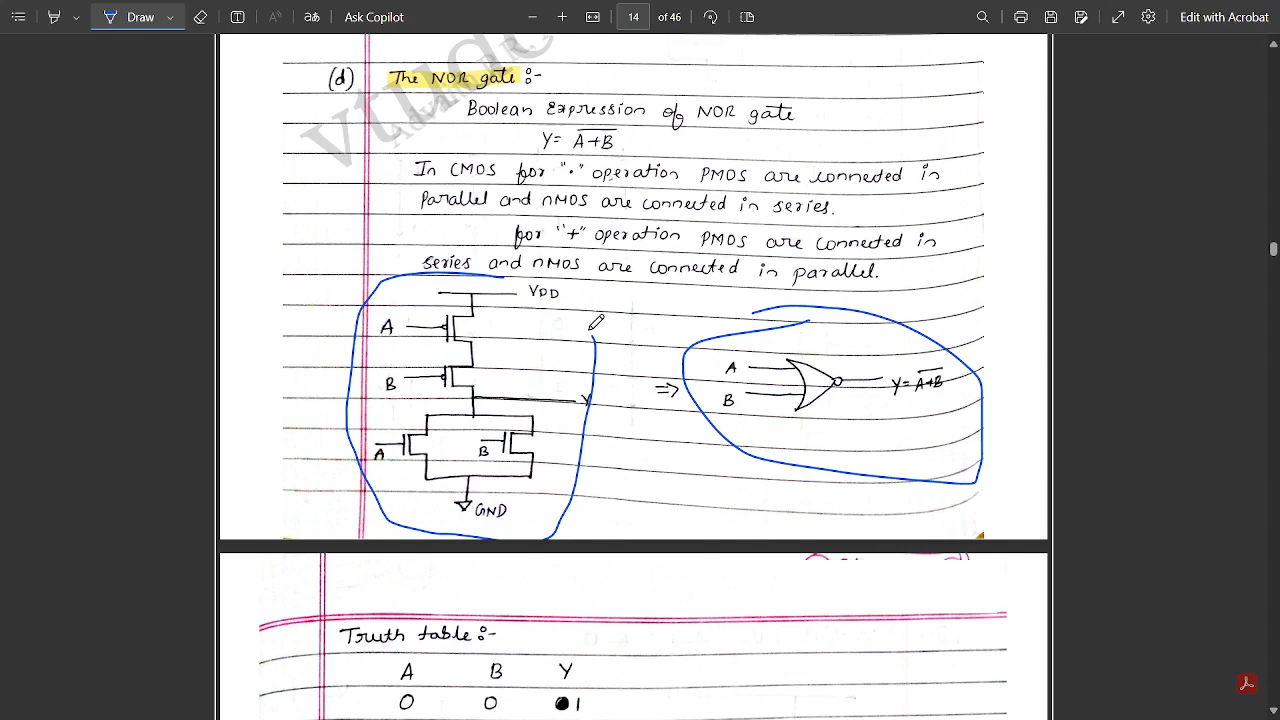 Draw
Ask Copilot
14 of 46
Edit with Acrobat
(d) The NOR gate :-
Boolean Expression of NOR gate
Y= \overline{A+B}
In CMOS for "." operation PMOS are connected in
parallel and nMOS are connected in series.
for "+" operation PMOS are connected in
series and nMOS are connected in parallel.
VDD
A
B
Y
A
B
GND
⇒
A
B
Y= \overline{A+B}
Truth table :-
A B Y
0 0 1